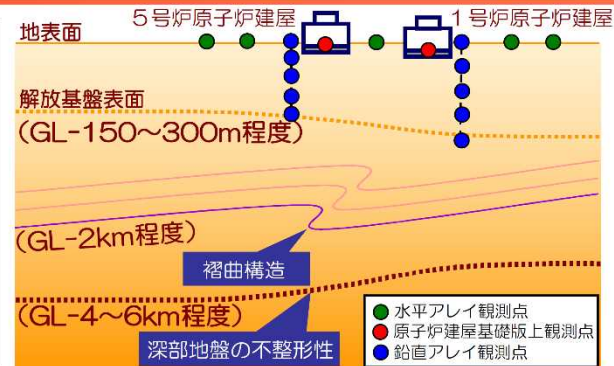 5号炉原子炉建屋
1号炉原子炉建屋
地表面
解放基盤表面
(GL-150～300m程度)
(GL-2km程度)
褶曲構造
(GL-4～6km程度)
深部地盤の不整形性
水平アレイ観測点
原子炉建屋基礎版上観測点
鉛直アレイ観測点